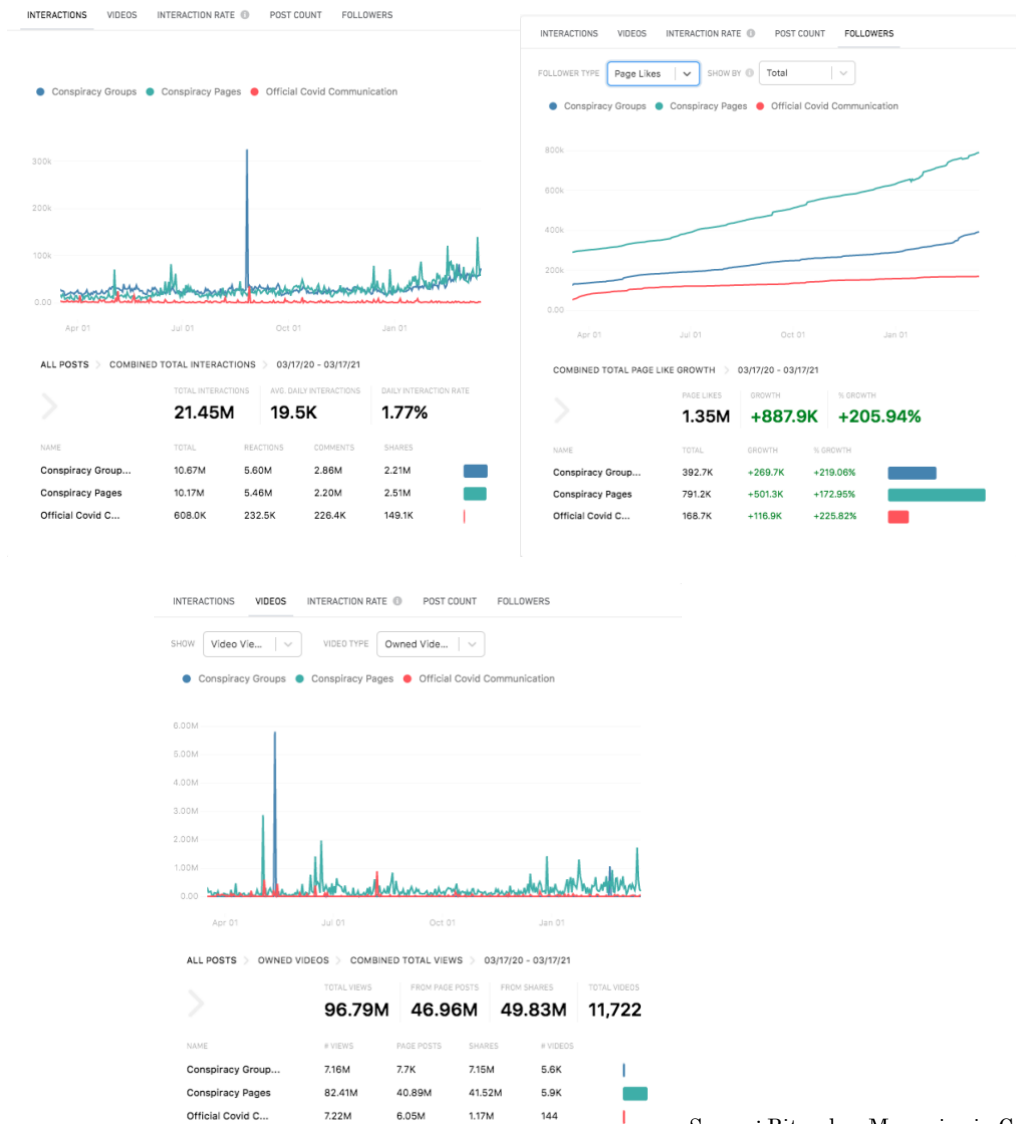 INTERACTIONS VIDEOS INTERACTION RATE POST COUNT FOLLOWERS
Conspiracy Groups Conspiracy Pages Official Covid Communication
300k
200k
100k
0.00
Apr 01 Jul 01 Oct 01 Jan 01
ALL POSTS COMBINED TOTAL INTERACTIONS 03/17/20 - 03/17/21
TOTAL INTERACTIONS AVG. DAILY INTERACTIONS DAILY INTERACTION RATE
21.45M 19.5K 1.77%
NAME TOTAL REACTIONS COMMENTS SHARES
Conspiracy Group... 10.67M 5.60M 2.86M 2.21M
Conspiracy Pages 10.17M 5.46M 2.20M 2.51M
Official Covid C... 608.0K 232.5K 226.4K 149.1K
INTERACTIONS VIDEOS INTERACTION RATE POST COUNT FOLLOWERS
FOLLOWER TYPE Page Likes SHOW BY Total
Conspiracy Groups Conspiracy Pages Official Covid Communication
800k
600k
400k
200k
0.00
Apr 01 Jul 01 Oct 01 Jan 01
COMBINED TOTAL PAGE LIKE GROWTH 03/17/20 - 03/17/21
PAGE LIKES GROWTH % GROWTH
1.35M +887.9K +205.94%
NAME TOTAL GROWTH % GROWTH
Conspiracy Group... 392.7K +269.7K +219.06%
Conspiracy Pages 791.2K +501.3K +172.95%
Official Covid C... 168.7K +116.9K +225.82%
INTERACTIONS VIDEOS INTERACTION RATE POST COUNT FOLLOWERS
SHOW Video Vie... VIDEO TYPE Owned Vide...
Conspiracy Groups Conspiracy Pages Official Covid Communication
6.00M
5.00M
4.00M
3.00M
2.00M
1.00M
0.00
Apr 01 Jul 01 Oct 01 Jan 01
ALL POSTS OWNED VIDEOS COMBINED TOTAL VIEWS 03/17/20 - 03/17/21
TOTAL VIEWS FROM PAGE POSTS FROM SHARES TOTAL VIDEOS
96.79M 46.96M 49.83M 11,722
NAME # VIEWS PAGE POSTS SHARES # VIDEOS
Conspiracy Group... 7.16M 7.7K 7.15M 5.6K
Conspiracy Pages 82.41M 40.89M 41.52M 5.9K
Official Covid C... 7.22M 6.05M 1.17M 144